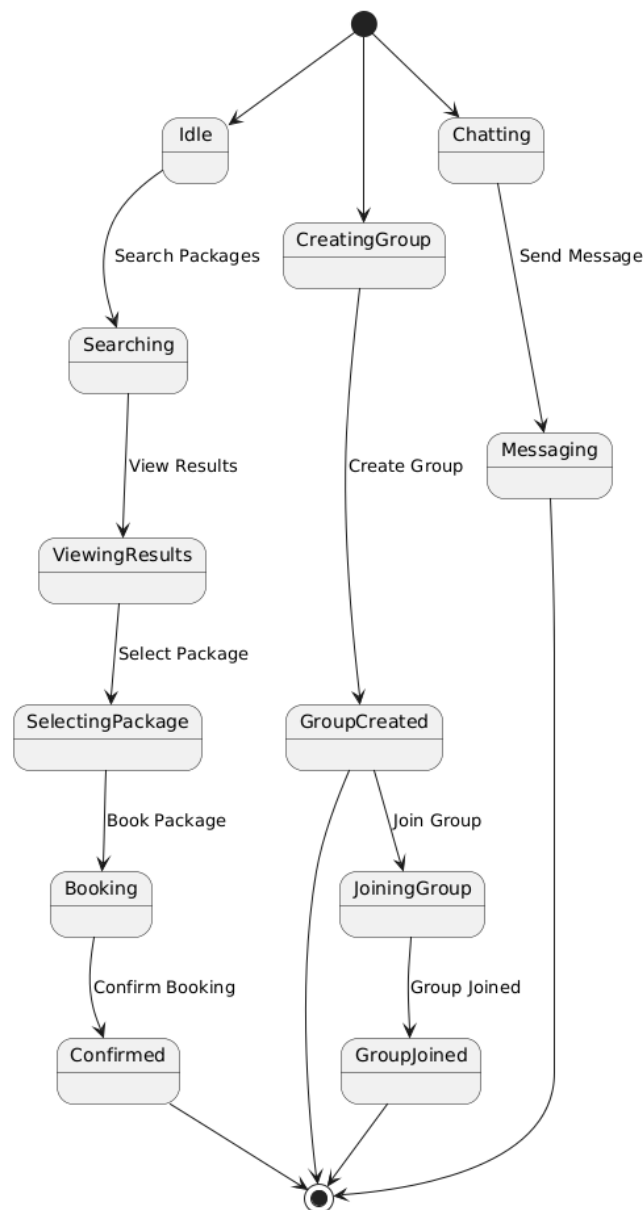 Idle
Chatting
CreatingGroup
Search Packages
Send Message
Searching
Messaging
View Results
Create Group
ViewingResults
Select Package
SelectingPackage
GroupCreated
Book Package
Join Group
Booking
JoiningGroup
Confirm Booking
Group Joined
Confirmed
GroupJoined